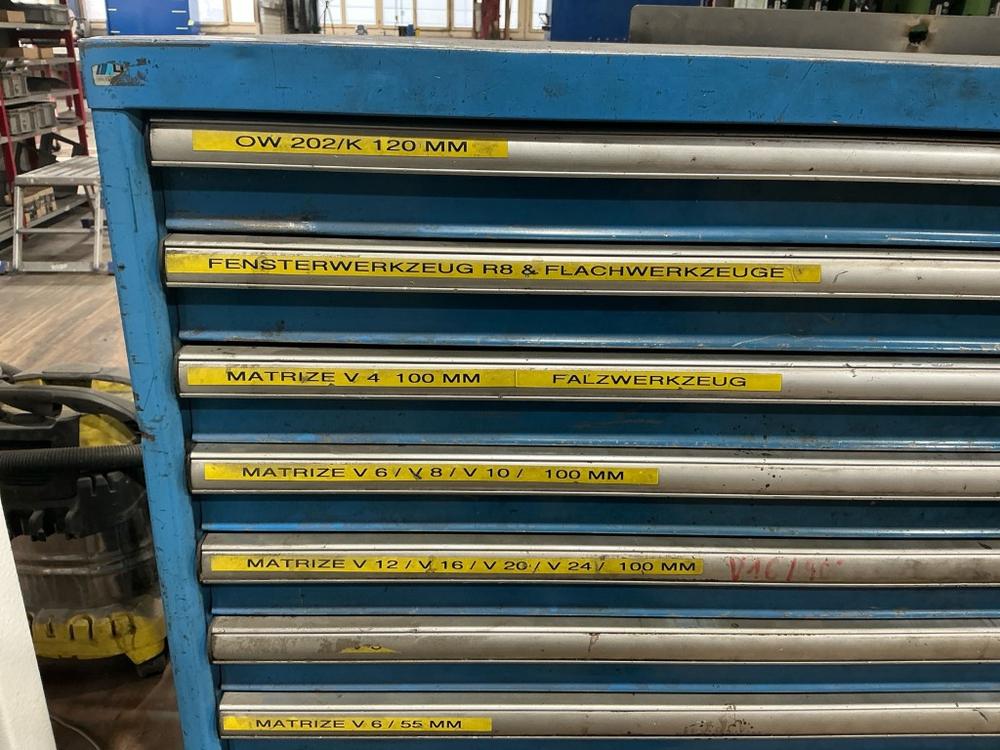 OW 202/K 120 MM
FENSTERWERKZEUG R8 & FLACHWERKZEUGE
MATRIZE V 4 100 MM FALZWERKZEUG
MATRIZE V 6 / V 8 / V 10 / 100 MM
MATRIZE V 12 / V 16 / V 20 / V 24 / 100 MM
MATRIZE V 6 / 55 MM